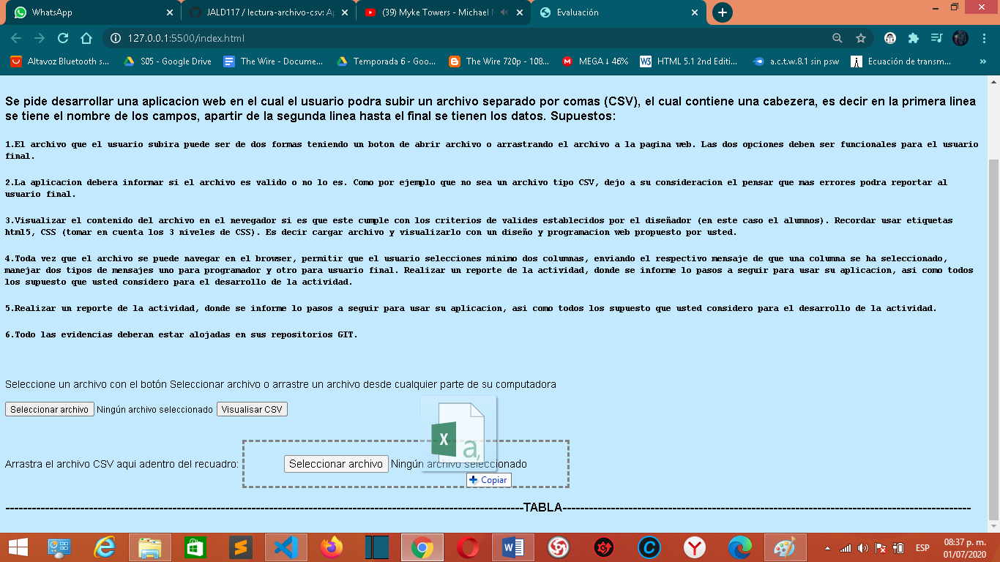 WhatsApp
JALD117 / lectura-archivo-csv: Ap
(39) Myke Towers - Michael
Evaluación
127.0.0.1:5500/index.html
Altavoz Bluetooth s...
S05 - Google Drive
The Wire - Docume...
Temporada 6 - Goo...
The Wire 720p - 108...
MEGA ↓ 46%
HTML 5.1 2nd Editi...
a.c.t.w.8.1 sin psw
Ecuación de transm...
»
Se pide desarrollar una aplicacion web en el cual el usuario podra subir un archivo separado por comas (CSV), el cual contiene una cabezera, es decir en la primera linea
se tiene el nombre de los campos, apartir de la segunda linea hasta el final se tienen los datos. Supuestos:
1.El archivo que el usuario subira puede ser de dos formas teniendo un boton de abrir archivo o arrastrando el archivo a la pagina web. Las dos opciones deben ser funcionales para el usuario
final.
2.La aplicacion debera informar si el archivo es valido o no lo es. Como por ejemplo que no sea un archivo tipo CSV, dejo a su consideracion el pensar que mas errores podra reportar al
usuario final.
3.Visualizar el contenido del archivo en el nevegador si es que este cumple con los criterios de valides establecidos por el diseñador (en este caso el alumnos). Recordar usar etiquetas
html5, CSS (tomar en cuenta los 3 niveles de CSS). Es decir cargar archivo y visualizarlo con un diseño y programacion web propuesto por usted.
4.Toda vez que el archivo se puede navegar en el browser, permitir que el usuario selecciones minimo dos columnas, enviando el respectivo mensaje de que una columna se ha seleccionado,
manejar dos tipos de mensajes uno para programador y otro para usuario final. Realizar un reporte de la actividad, donde se informe lo pasos a seguir para usar su aplicacion, asi como todos
los supuesto que usted considero para el desarrollo de la actividad.
5.Realizar un reporte de la actividad, donde se informe lo pasos a seguir para usar su aplicacion, asi como todos los supuesto que usted considero para el desarrollo de la actividad.
6.Todo las evidencias deberan estar alojadas en sus repositorios GIT.
Seleccione un archivo con el botón Seleccionar archivo o arrastre un archivo desde cualquier parte de su computadora
Seleccionar archivo Ningún archivo seleccionado Visualisar CSV
X a,
Arrastra el archivo CSV aqui adentro del recuadro: Seleccionar archivo Ningún archivo seleccionado
Copiar
TABLA
ESP
08:37 p. m.
01/07/2020